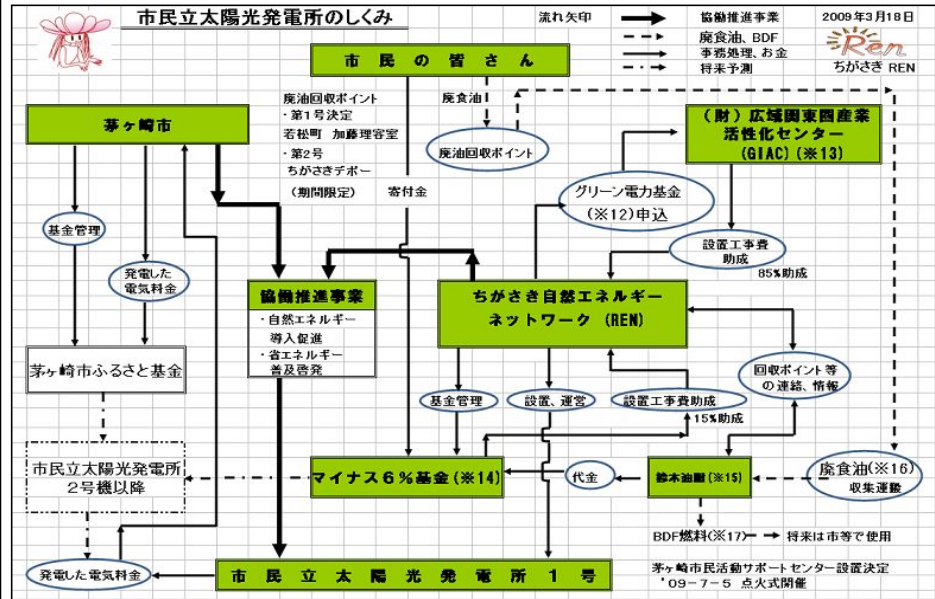 市民立太陽光発電所のしくみ
流れ矢印
協働推進事業
廃食油、BDF
事務処理、お金
将来予測
2009年3月18日
Ren
ちがさき REN
市民の皆さん
茅ヶ崎市
廃油回収ポイント
・第1号決定
若松町 加藤理容室
・第2号
ちがさきデポー
(期間限定)
寄付金
廃食油
廃油回収ポイント
(財)広域関東圏産業
活性化センター
(GIAC)(※13)
グリーン電力基金
(※12)申込
設置工事費
助成
85%助成
基金管理
発電した
電気料金
協働推進事業
・自然エネルギー
導入促進
・省エネルギー
普及啓発
ちがさき自然エネルギー
ネットワーク(REN)
茅ヶ崎市ふるさと基金
基金管理
設置、運営
設置工事費助成
15%助成
回収ポイント等
の連絡、情報
市民立太陽光発電所
2号機以降
マイナス6%基金(※14)
代金
鈴木油脂(※15)
廃食油(※16)
収集運搬
BDF燃料(※17)
将来は市等で使用
発電した電気料金
市民立太陽光発電所1号
茅ヶ崎市民活動サポートセンター設置決定
'09-7-5 点火式開催